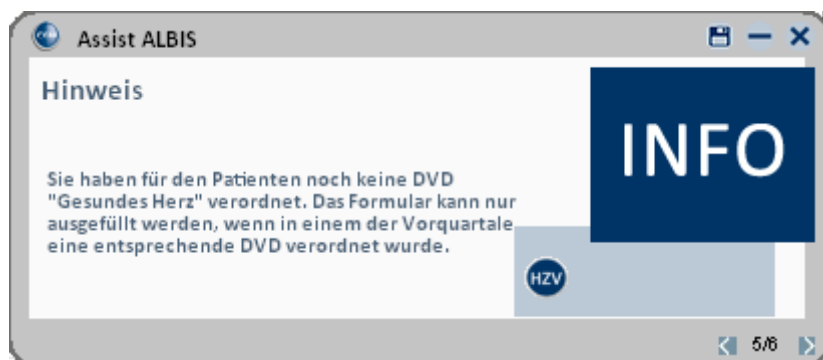 Assist ALBIS
Hinweis
INFO
Sie haben für den Patienten noch keine DVD
"Gesundes Herz" verordnet. Das Formular kann nur
ausgefüllt werden, wenn in einem der Vorquartale
eine entsprechende DVD verordnet wurde.
HZV
5/6